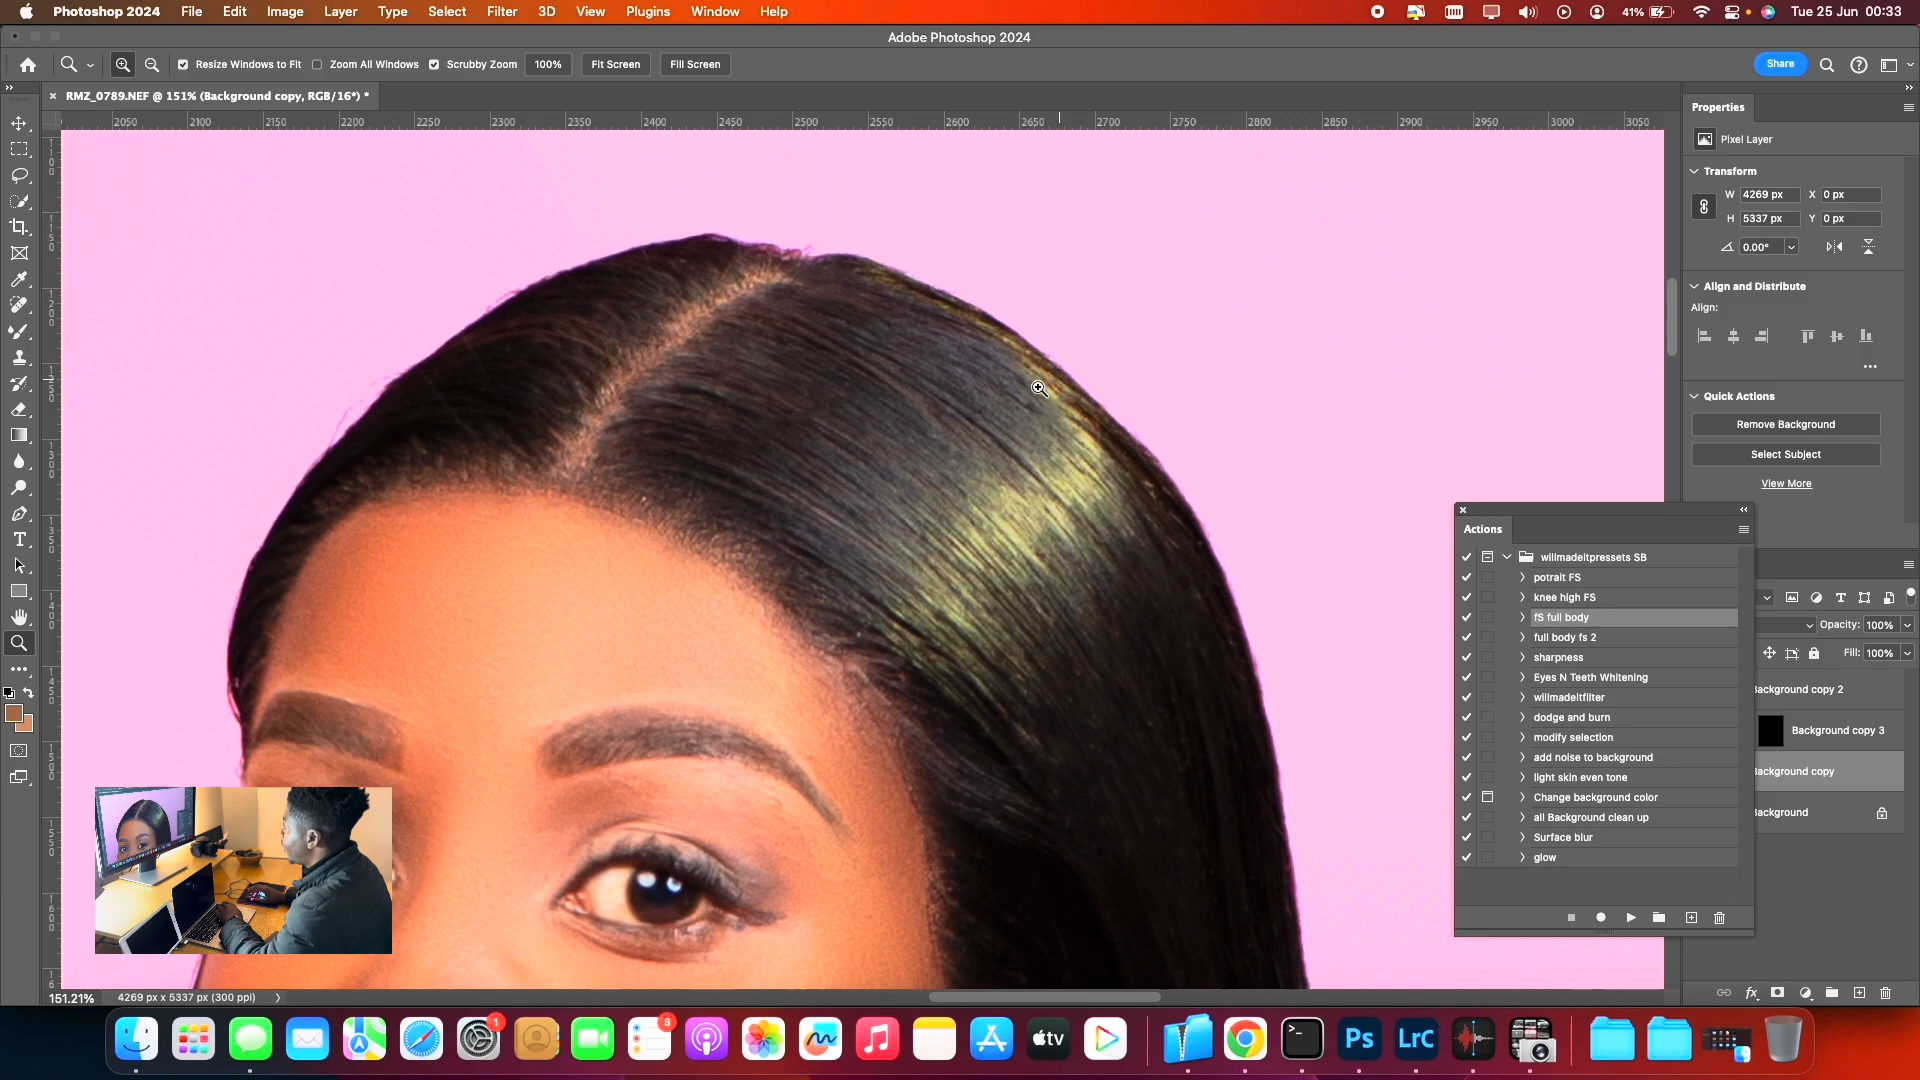 Photoshop 2024 File Edit Image Layer Type Select Filter 3D View Plugins Window Help 41% Tue 25 Jun 00:33
Adobe Photoshop 2024
Resize Windows to Fit Zoom All Windows Scrubby Zoom 100% Fit Screen Fill Screen Share
RMZ_0789.NEF @ 151% (Background copy, RGB/16*) *
2050 2100 2150 2200 2250 2300 2350 2400 2450 2500 2550 2600 2650 2700 2750 2800 2850 2900 2950 3000 3050
Properties
Pixel Layer
Transform
W 4269 px X 0 px
H 5337 px Y 0 px
0.00°
Align and Distribute
Align:
Quick Actions
Remove Background
Select Subject
View More
Actions
willmadeitpressets SB
potrait FS
knee high FS
fS full body
full body fs 2
sharpness
Eyes N Teeth Whitening
willmadeitfilter
dodge and burn
modify selection
add noise to background
light skin even tone
Change background color
all Background clean up
Surface blur
glow
Opacity: 100%
Fill: 100%
Background copy 2
Background copy 3
Background copy
Background
151.21% 4269 px x 5337 px (300 ppi)
1
8
tv
Ps
LrC